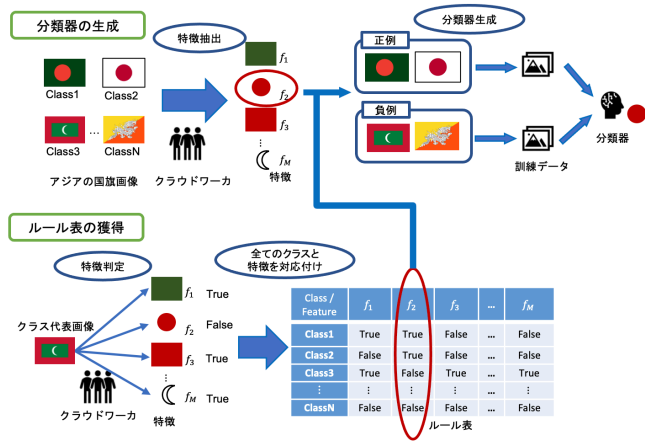 分類器の生成
特徴抽出
分類器生成
Class1
Class2
Class3
…
ClassN
アジアの国旗画像
クラウドワーカ
f1
f2
f3
⋮
fM
特徴
正例
負例
訓練データ
分類器
ルール表の獲得
特徴判定
全てのクラスと
特徴を対応付け
クラス代表画像
クラウドワーカ
f1 True
f2 False
f3 True
⋮
fM True
特徴
Class / Feature f1 f2 f3 … fM
Class1 True True False … False
Class2 False True False … False
Class3 True False True … True
⋮ ⋮ ⋮ ⋮ ⋮
ClassN False False False … False
ルール表